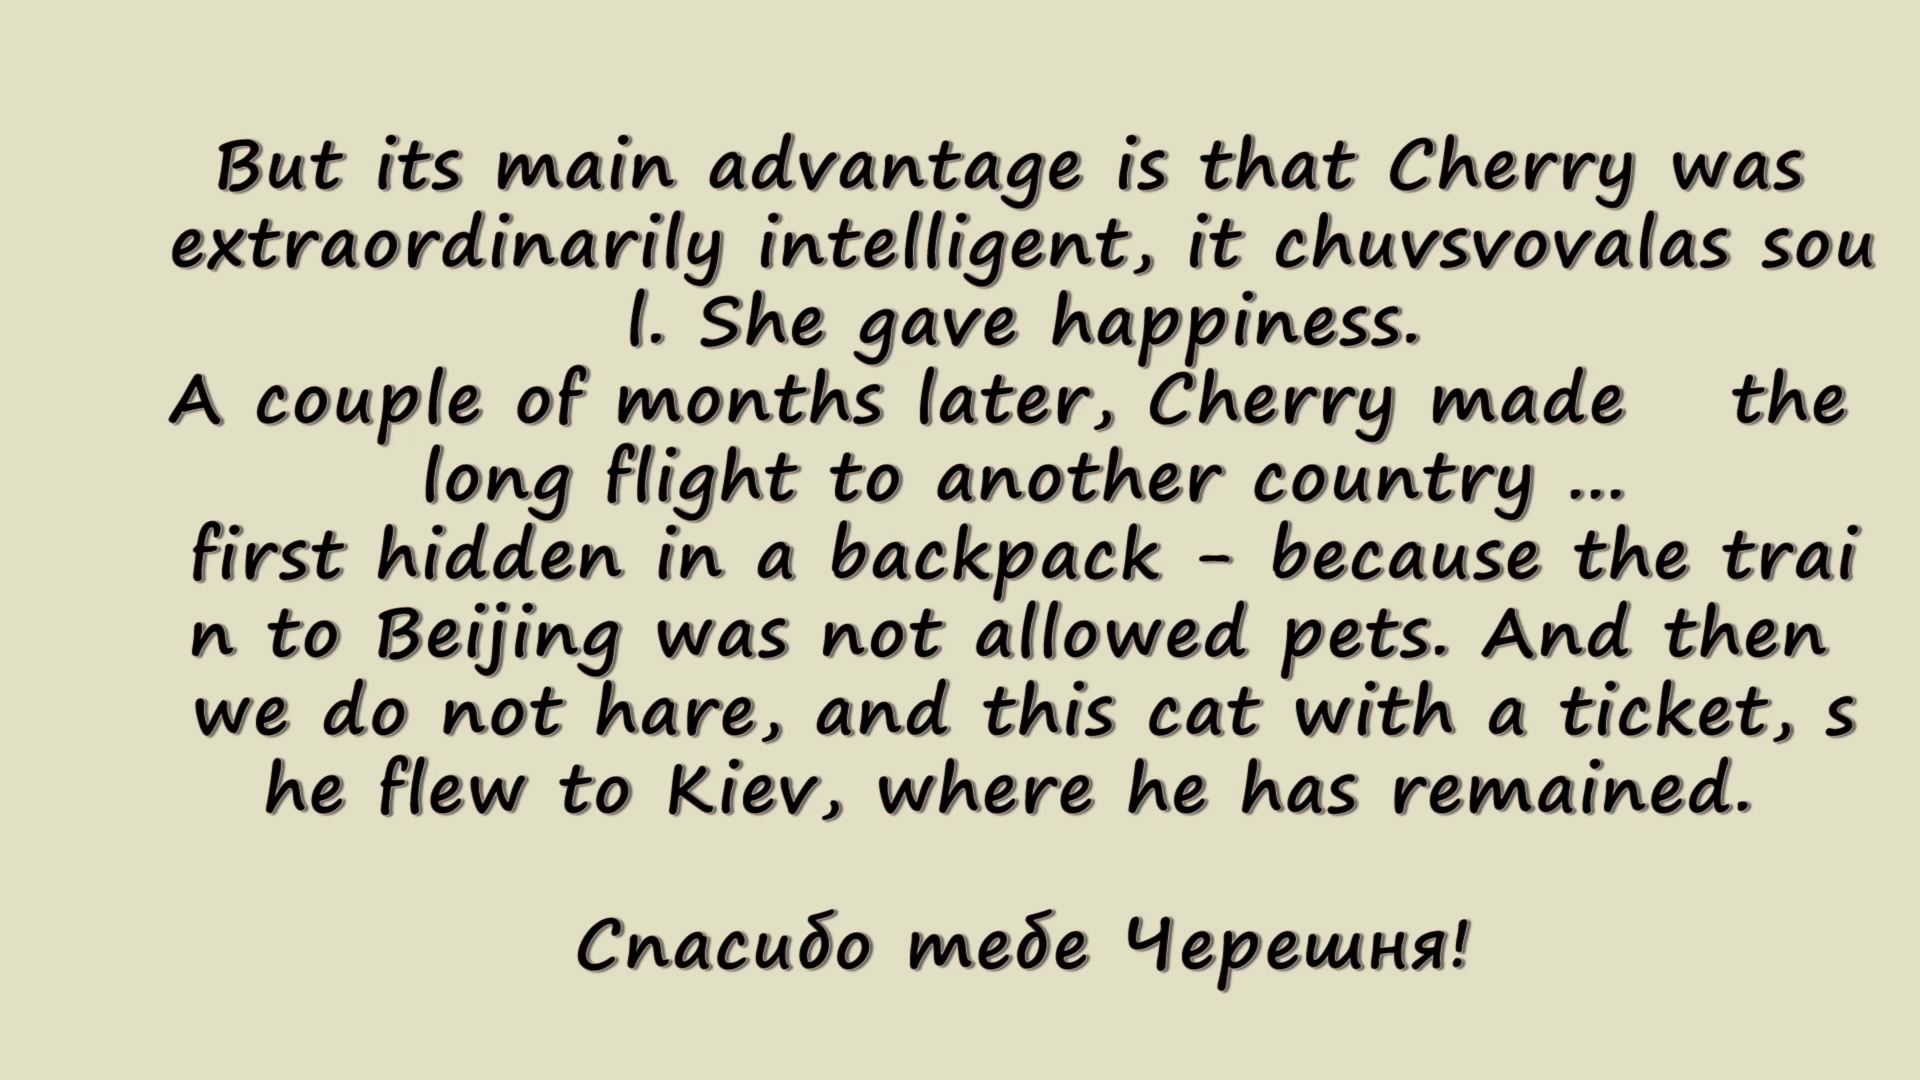 But its main advantage is that Cherry was
extraordinarily intelligent, it chuvsvovalas sou
l. She gave happiness.
A couple of months later, Cherry made the
long flight to another country ...
first hidden in a backpack - because the trai
n to Beijing was not allowed pets. And then
we do not hare, and this cat with a ticket, s
he flew to Kiev, where he has remained.
Спасибо тебе Черешня!